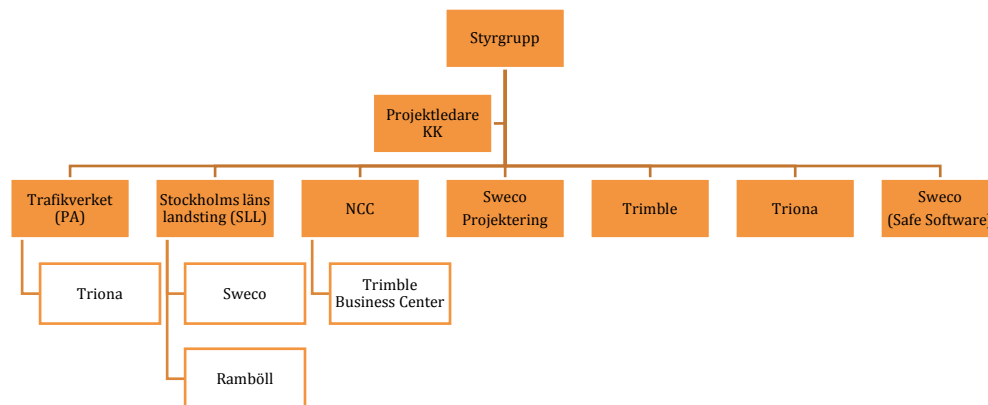 Styrgrupp
Projektledare
KK
Trafikverket
(PA)
Stockholms läns
landsting (SLL)
NCC
Sweco
Projektering
Trimble
Triona
Sweco
(Safe Software)
Triona
Sweco
Trimble
Business Center
Ramböll